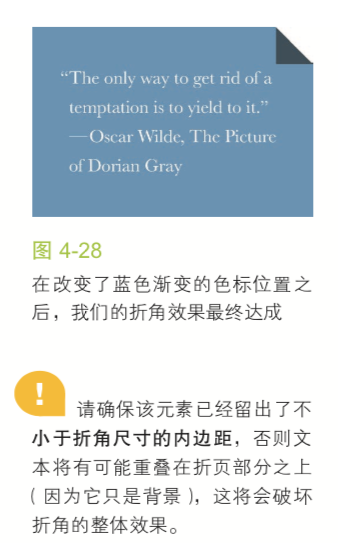 “The only way to get rid of a
temptation is to yield to it.”
—Oscar Wilde, The Picture
of Dorian Gray
图 4-28
在改变了蓝色渐变的色标位置之
后，我们的折角效果最终达成
!
请确保该元素已经留出了不
小于折角尺寸的内边距，否则文
本将有可能重叠在折页部分之上
（因为它只是背景），这将会破坏
折角的整体效果。